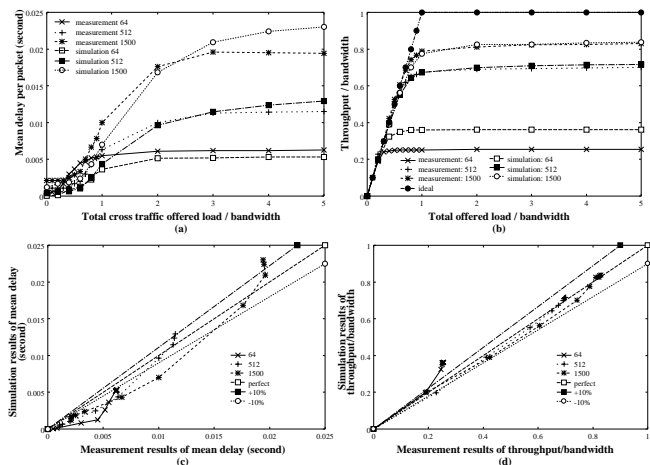 0.025
0.02
0.015
0.01
0.005
0
0
1
2
3
4
5
Mean delay per packet (second)
measurement 64
measurement 512
measurement 1500
simulation 64
simulation 512
simulation 1500
Total cross traffic offered load / bandwidth
(a)
1
0.8
0.6
0.4
0.2
0
0
1
2
3
4
5
Throughput / bandwidth
measurement: 64
measurement: 512
measurement: 1500
ideal
simulation: 64
simulation: 512
simulation: 1500
Total offered load / bandwidth
(b)
0.025
0.02
0.015
0.01
0.005
0
0
0.005
0.01
0.015
0.02
0.025
Simulation results of mean delay
(second)
64
512
1500
perfect
+10%
-10%
Measurement results of mean delay (second)
(c)
1
0.8
0.6
0.4
0.2
0
0
0.2
0.4
0.6
0.8
1
Simulation results of
throughput/bandwidth
64
512
1500
perfect
+10%
-10%
Measurement results of throughput/bandwidth
(d)